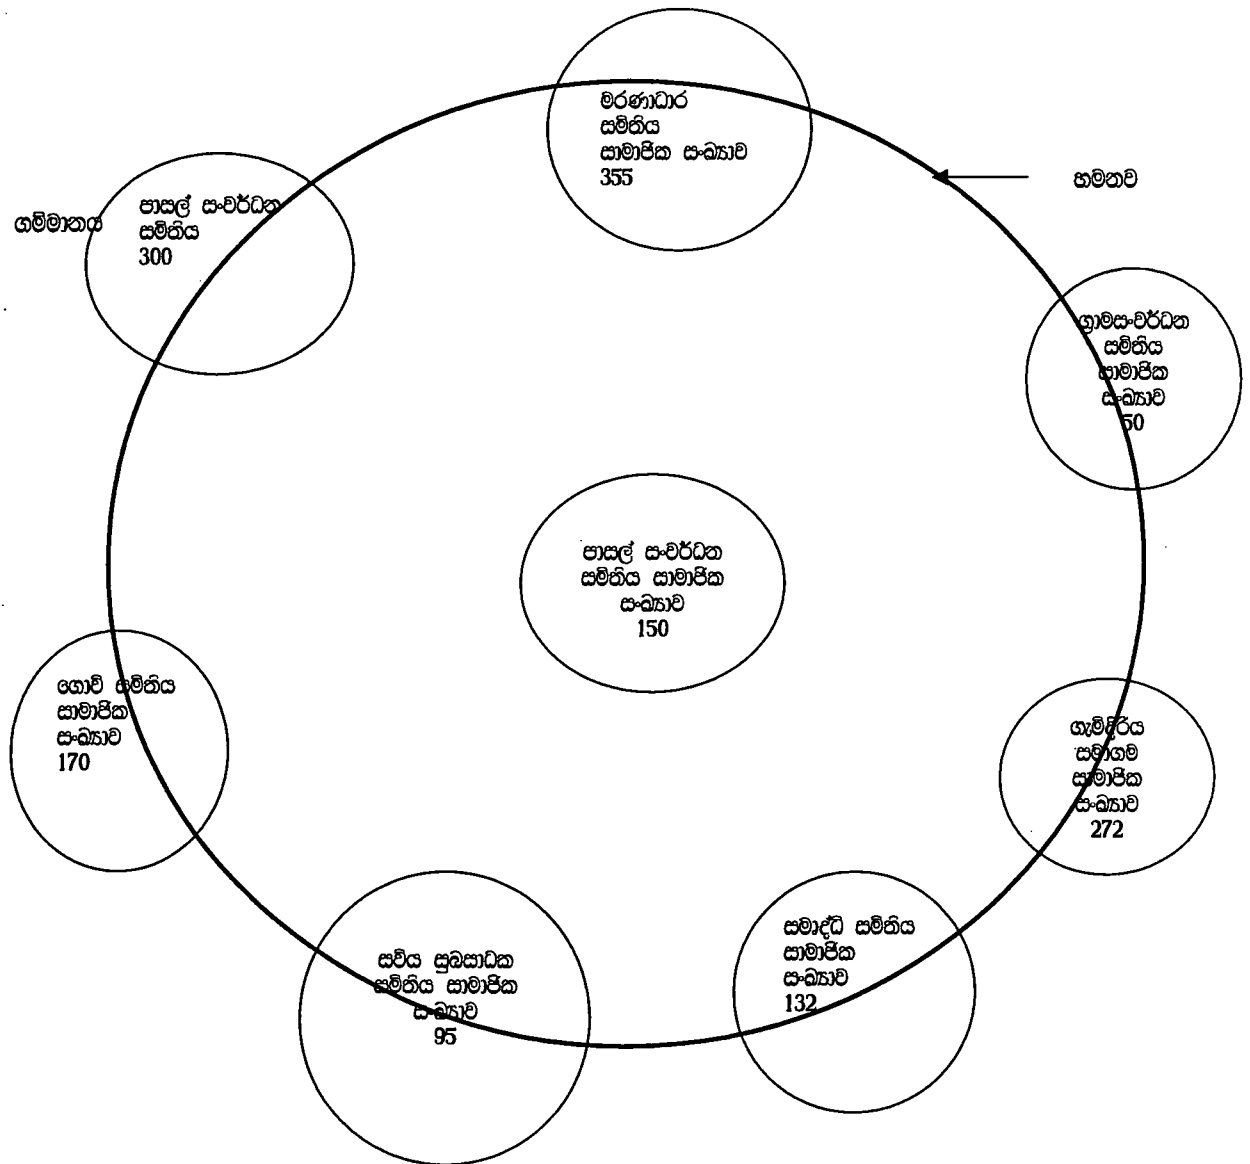 මරණාධාර
සමිතිය
සාමාජික සංඛ්‍යාව
355
හමනව
ගම්මානය
පාසල් සංවර්ධන
සමිතිය
300
ග්‍රාමසංවර්ධන
සමිතිය
සාමාජික
සංඛ්‍යාව
50
පාසල් සංවර්ධන
සමිතිය සාමාජික
සංඛ්‍යාව
150
ගොවි සමිතිය
සාමාජික
සංඛ්‍යාව
170
ගැමිදිරිය
සමාගම
සාමාජික
සංඛ්‍යාව
272
සමෘද්ධි සමිතිය
සාමාජික
සංඛ්‍යාව
132
සවිය සුබසාධක
සමිතිය සාමාජික
සංඛ්‍යාව
95